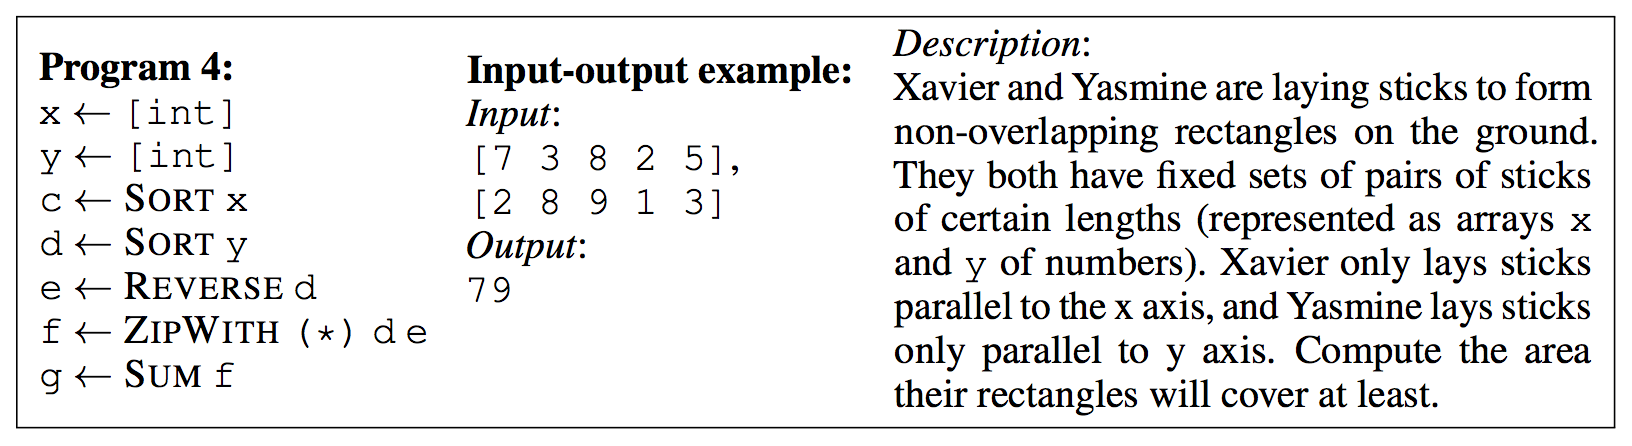 Program 4:
x ← [int]
y ← [int]
c ← SORT x
d ← SORT y
e ← REVERSE d
f ← ZIPWITH (*) d e
g ← SUM f
Input-output example:
Input:
[7 3 8 2 5],
[2 8 9 1 3]
Output:
79
Description:
Xavier and Yasmine are laying sticks to form
non-overlapping rectangles on the ground.
They both have fixed sets of pairs of sticks
of certain lengths (represented as arrays x
and y of numbers). Xavier only lays sticks
parallel to the x axis, and Yasmine lays sticks
only parallel to y axis. Compute the area
their rectangles will cover at least.